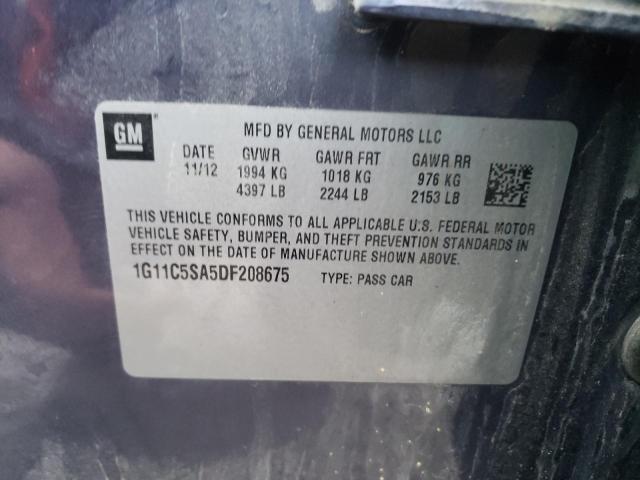 GM
MFD BY GENERAL MOTORS LLC
DATE GVWR GAWR FRT GAWR RR
11/12 1994 KG 1018 KG 976 KG
4397 LB 2244 LB 2153 LB
THIS VEHICLE CONFORMS TO ALL APPLICABLE U.S. FEDERAL MOTOR
VEHICLE SAFETY, BUMPER, AND THEFT PREVENTION STANDARDS IN
EFFECT ON THE DATE OF MANUFACTURE SHOWN ABOVE.
1G11C5SA5DF208675 TYPE: PASS CAR